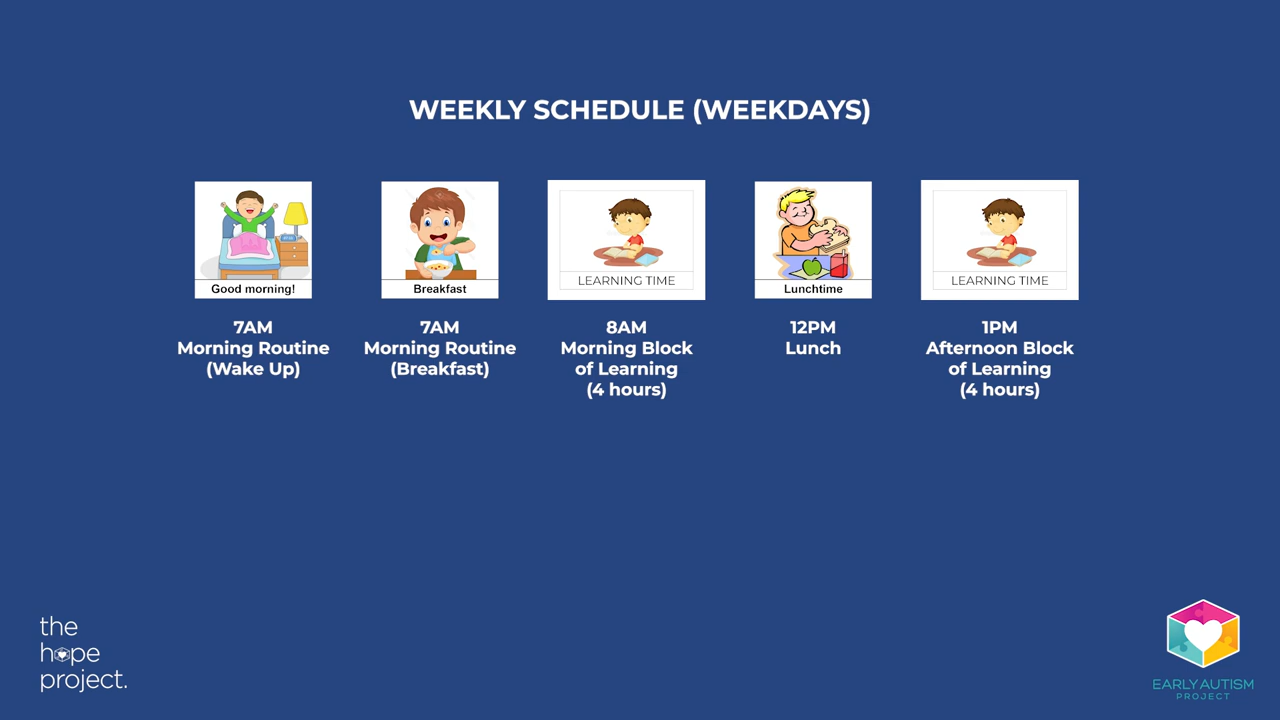 WEEKLY SCHEDULE (WEEKDAYS)
Good morning!
7AM
Morning Routine
(Wake Up)
Breakfast
7AM
Morning Routine
(Breakfast)
LEARNING TIME
8AM
Morning Block
of Learning
(4 hours)
Lunchtime
12PM
Lunch
LEARNING TIME
1PM
Afternoon Block
of Learning
(4 hours)
the
hope
project.
EARLY AUTISM
PROJECT